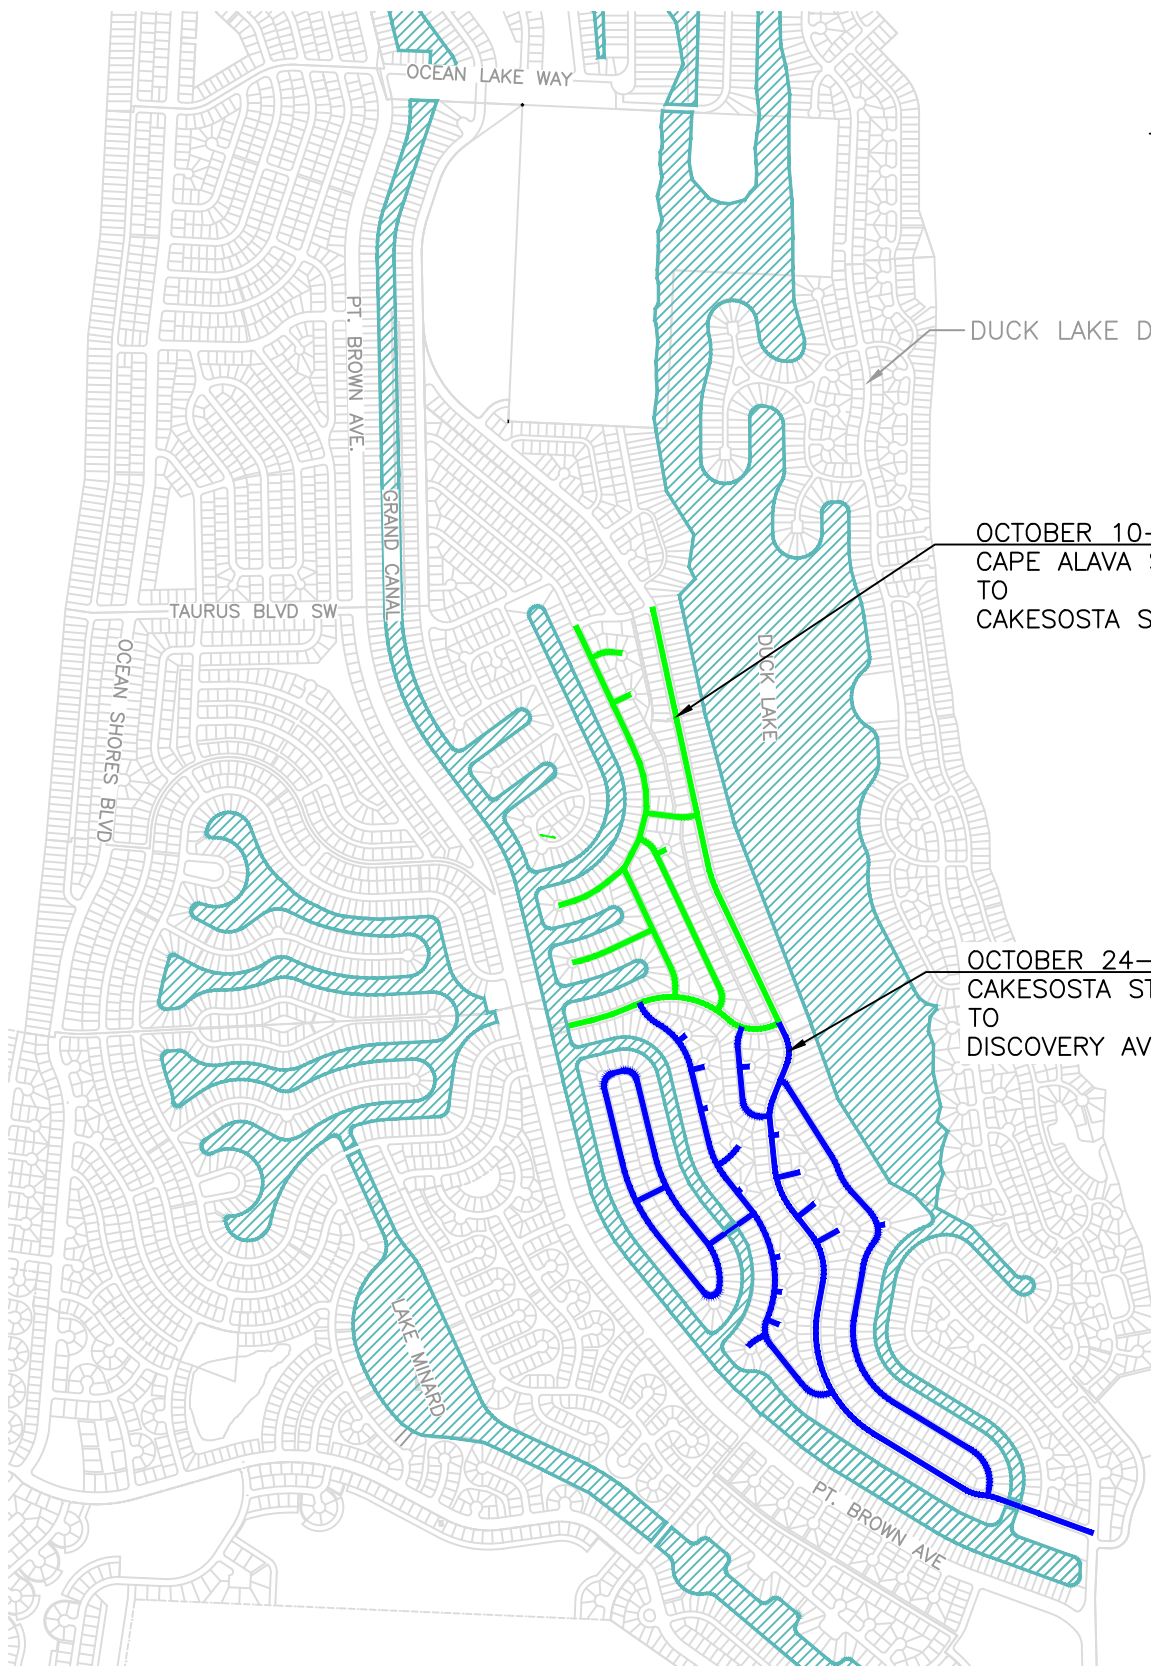 OCEAN LAKE WAY
PT. BROWN AVE.
DUCK LAKE D
GRAND CANAL
OCTOBER 10-
CAPE ALAVA S
TO
CAKESOSTA S
TAURUS BLVD SW
OCEAN SHORES BLVD
DUCK LAKE
OCTOBER 24-
CAKESOSTA ST
TO
DISCOVERY AV
LAKE MINARD
PT. BROWN AVE